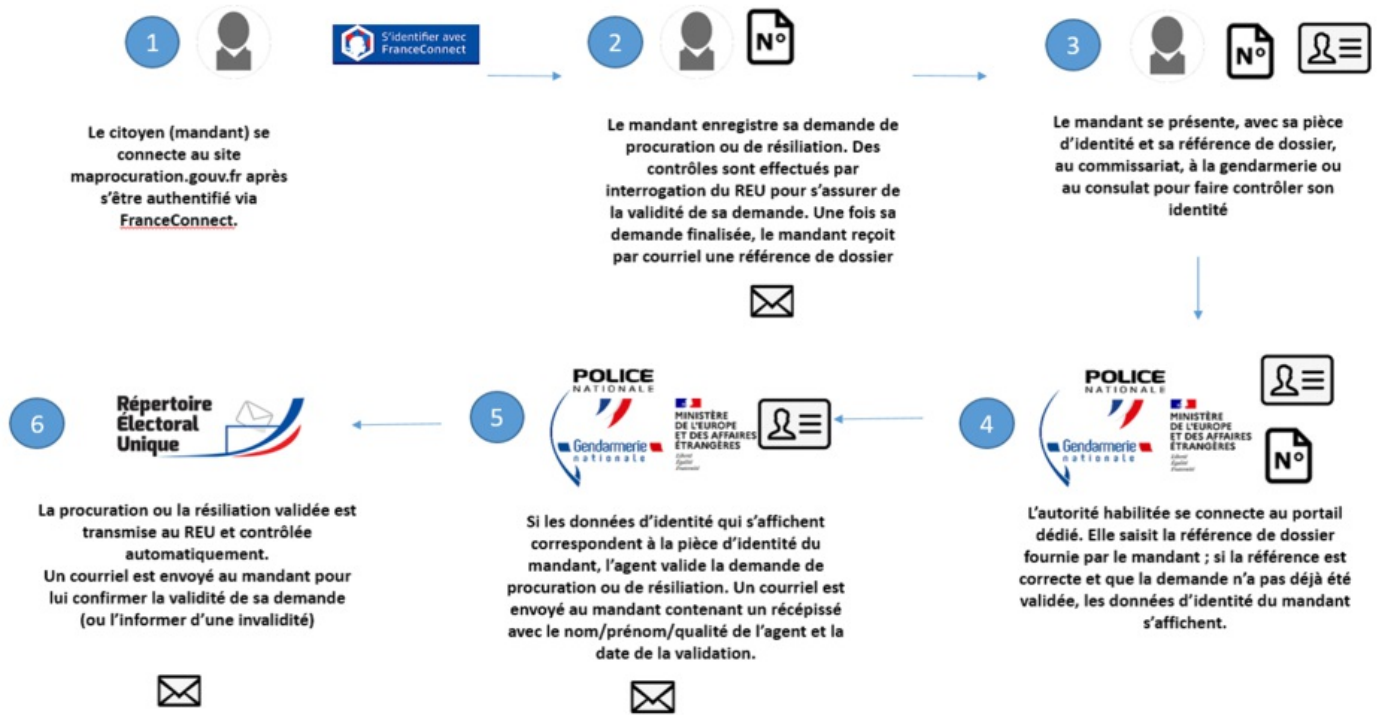 1
S'identifier avec
FranceConnect
Le citoyen (mandant) se
connecte au site
maprocuration.gouv.fr après
s'être authentifié via
FranceConnect.
2
N°
Le mandant enregistre sa demande de
procuration ou de résiliation. Des
contrôles sont effectués par
interrogation du REU pour s'assurer de
la validité de sa demande. Une fois sa
demande finalisée, le mandant reçoit
par courriel une référence de dossier
3
N°
Le mandant se présente, avec sa pièce
d'identité et sa référence de dossier,
au commissariat, à la gendarmerie ou
au consulat pour faire contrôler son
identité
4
POLICE
NATIONALE
Gendarmerie
nationale
MINISTÈRE
DE L'EUROPE
ET DES AFFAIRES
ÉTRANGÈRES
Liberté
Égalité
Fraternité
N°
L'autorité habilitée se connecte au portail
dédié. Elle saisit la référence de dossier
fournie par le mandant ; si la référence est
correcte et que la demande n'a pas déjà été
validée, les données d'identité du mandant
s'affichent.
5
POLICE
NATIONALE
Gendarmerie
nationale
MINISTÈRE
DE L'EUROPE
ET DES AFFAIRES
ÉTRANGÈRES
Liberté
Égalité
Fraternité
Si les données d'identité qui s'affichent
correspondent à la pièce d'identité du
mandant, l'agent valide la demande de
procuration ou de résiliation. Un courriel est
envoyé au mandant contenant un récépissé
avec le nom/prénom/qualité de l'agent et la
date de la validation.
6
Répertoire
Électoral
Unique
La procuration ou la résiliation validée est
transmise au REU et contrôlée
automatiquement.
Un courriel est envoyé au mandant pour
lui confirmer la validité de sa demande
(ou l'informer d'une invalidité)